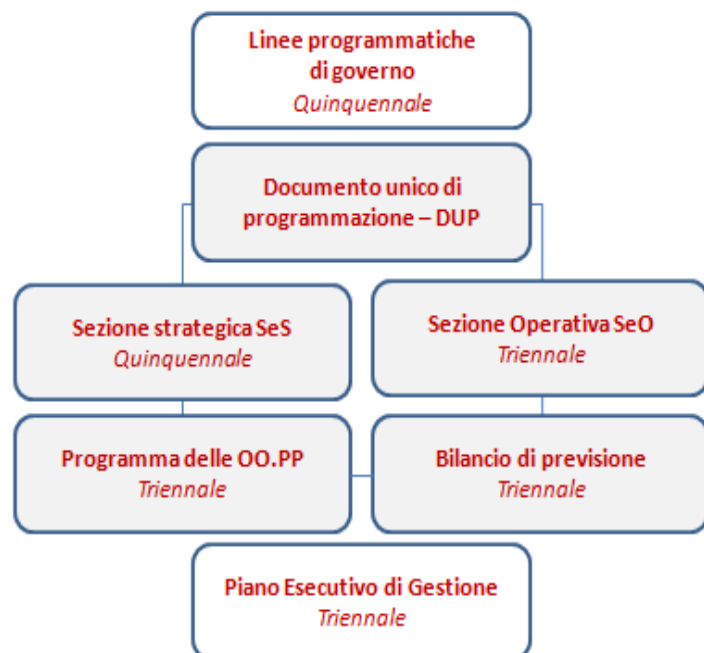 Linee programmatiche
di governo
Quinquennale
Documento unico di
programmazione – DUP
Sezione strategica SeS
Quinquennale
Sezione Operativa SeO
Triennale
Programma delle OO.PP
Triennale
Bilancio di previsione
Triennale
Piano Esecutivo di Gestione
Triennale